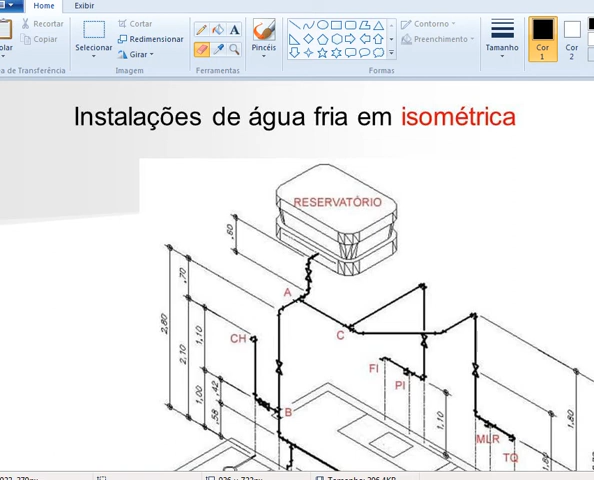 Home Exibir
Recortar
Copiar
Colar
Área de Transferência
Selecionar
Redimensionar
Girar
Imagem
Ferramentas
Pincéis
Contorno
Preenchimento
Formas
Tamanho
Cor
1
Cor
2
Instalações de água fria em isométrica
RESERVATÓRIO
.60
.70
A
2,80
2,10
1,10
CH
C
FI
PI
1,00
.42
.58
B
1,10
MLR
TQ
1,80
1,80